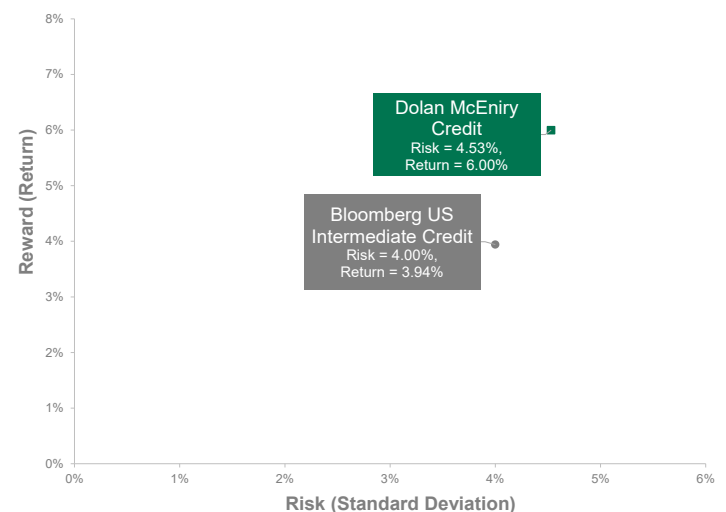 8%
7%
6%
5%
4%
3%
2%
1%
0%
Reward (Return)
Dolan McEniry
Credit
Risk = 4.53%,
Return = 6.00%
Bloomberg US
Intermediate Credit
Risk = 4.00%,
Return = 3.94%
0%
1%
2%
3%
4%
5%
6%
Risk (Standard Deviation)